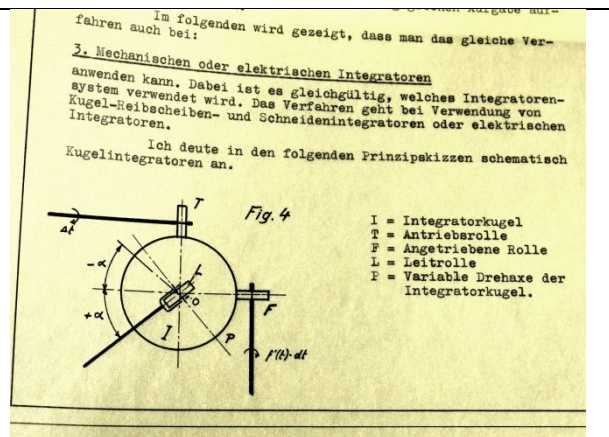 gleichen Aufgabe auf-
Im folgenden wird gezeigt, dass man das gleiche Ver-
fahren auch bei:
3. Mechanischen oder elektrischen Integratoren
anwenden kann. Dabei ist es gleichgültig, welches Integratoren-
system verwendet wird. Das Verfahren geht bei Verwendung von
Kugel-Reibscheiben- und Schneidenintegratoren oder elektrischen
Integratoren.
Ich deute in den folgenden Prinzipskizzen schematisch
Kugelintegratoren an.
T
Fig. 4
Δt
I = Integratorkugel
T = Antriebsrolle
F = Angetriebene Rolle
L = Leitrolle
P = Variable Drehaxe der
Integratorkugel.
-α
L
O
F
+α
I
P
F'(t)·dt